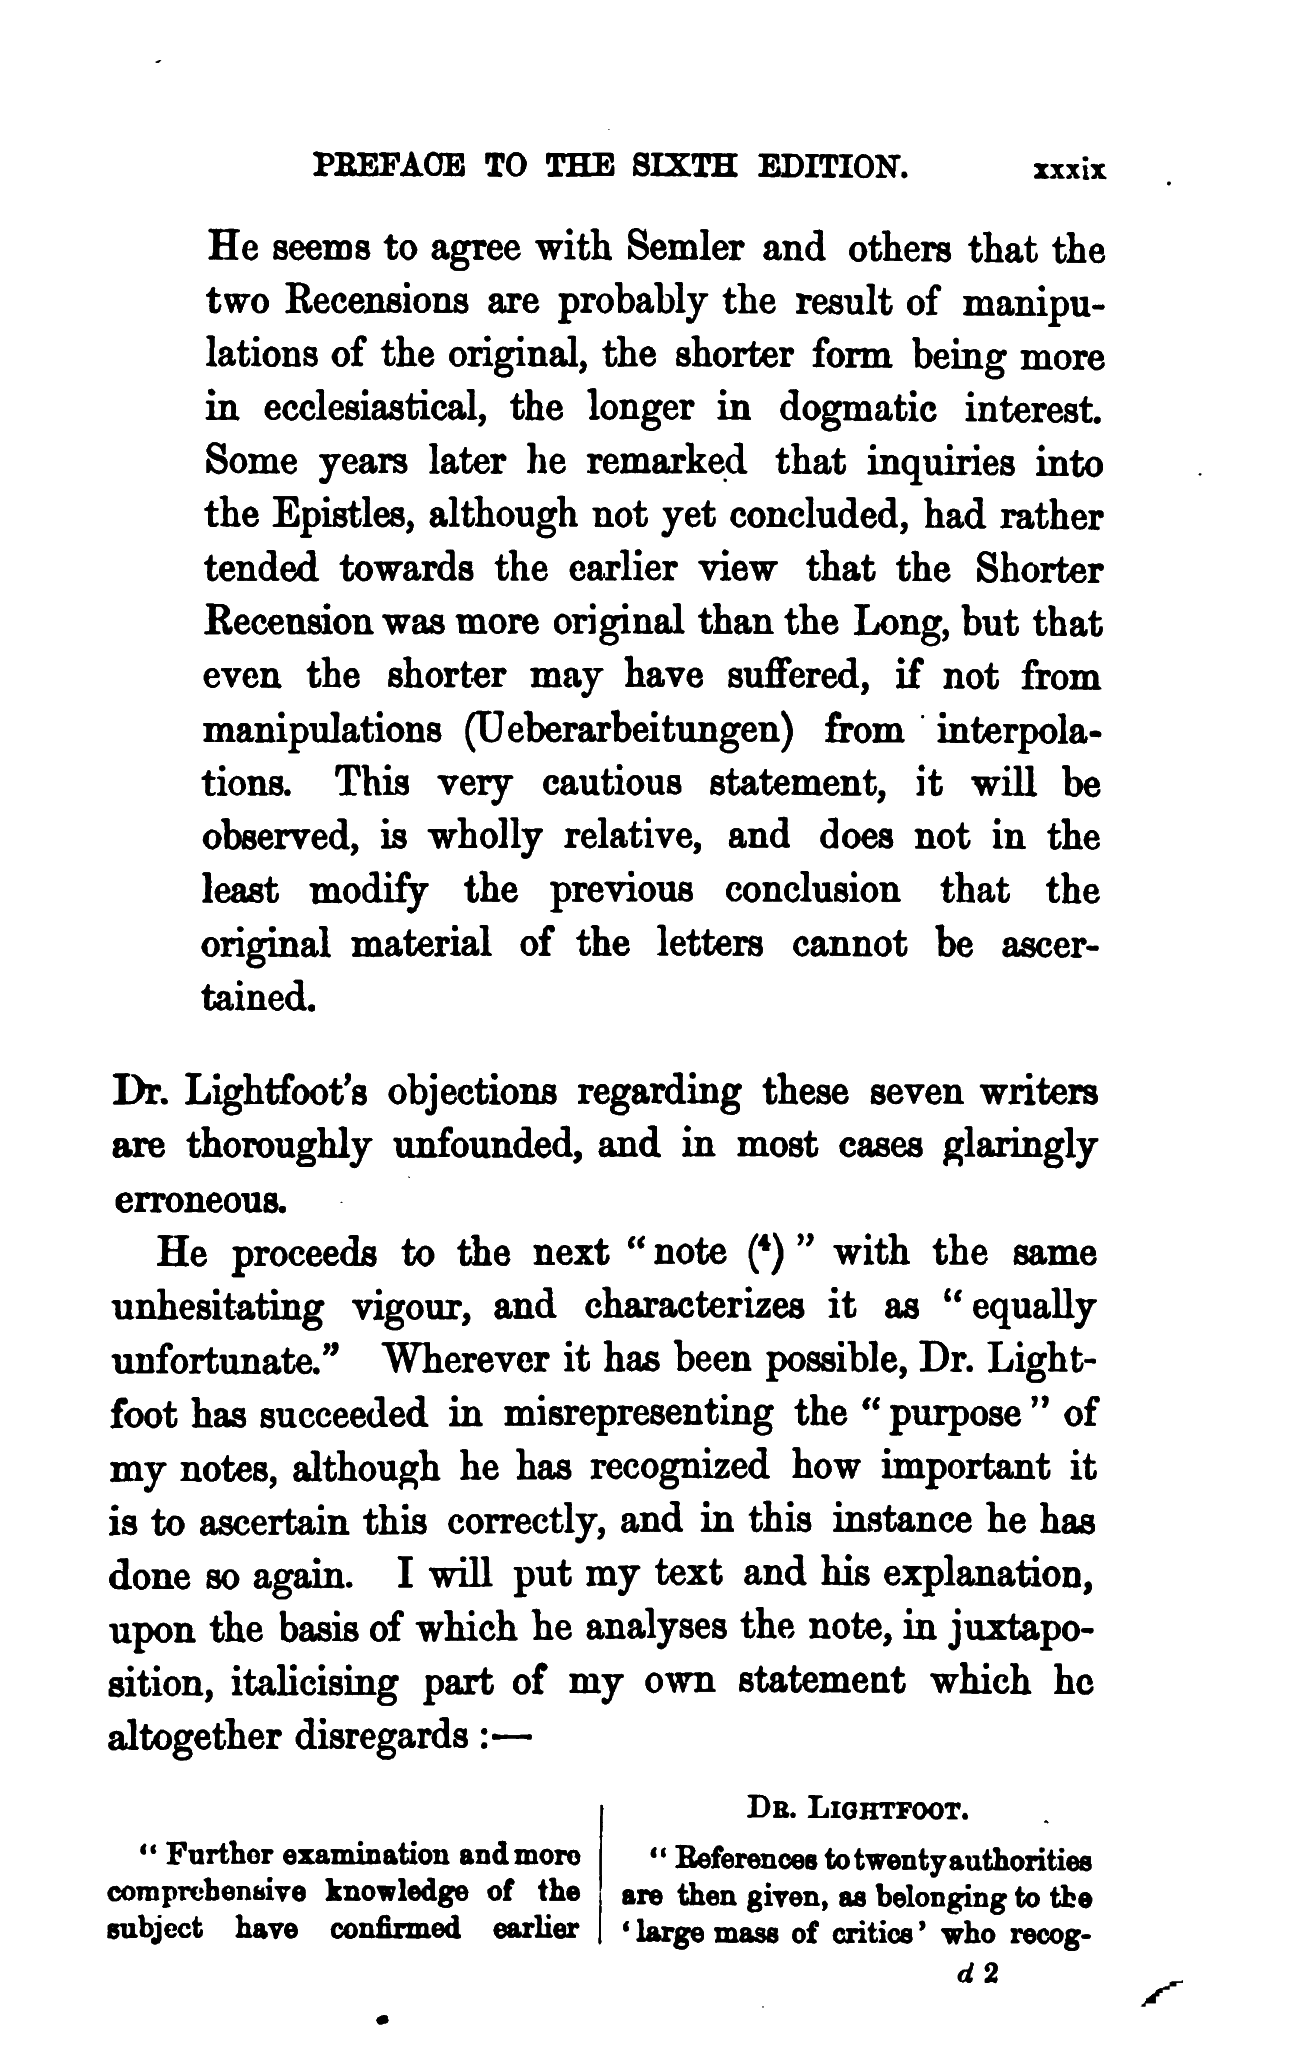 PREFACE TO THE SIXTH EDITION. xxxix
He seems to agree with Semler and others that the
two Recensions are probably the result of manipu-
lations of the original, the shorter form being more
in ecclesiastical, the longer in dogmatic interest.
Some years later he remarked that inquiries into
the Epistles, although not yet concluded, had rather
tended towards the earlier view that the Shorter
Recension was more original than the Long, but that
even the shorter may have suffered, if not from
manipulations (Ueberarbeitungen) from interpola-
tions. This very cautious statement, it will be
observed, is wholly relative, and does not in the
least modify the previous conclusion that the
original material of the letters cannot be ascer-
tained.
Dr. Lightfoot's objections regarding these seven writers
are thoroughly unfounded, and in most cases glaringly
erroneous.
He proceeds to the next "note (⁴)" with the same
unhesitating vigour, and characterizes it as "equally
unfortunate." Wherever it has been possible, Dr. Light-
foot has succeeded in misrepresenting the "purpose" of
my notes, although he has recognized how important it
is to ascertain this correctly, and in this instance he has
done so again. I will put my text and his explanation,
upon the basis of which he analyses the note, in juxtapo-
sition, italicising part of my own statement which he
altogether disregards :—
"Further examination and more
comprehensive knowledge of the
subject have confirmed earlier
DR. LIGHTFOOT.
"References to twenty authorities
are then given, as belonging to the
'large mass of critics' who recog-
d 2